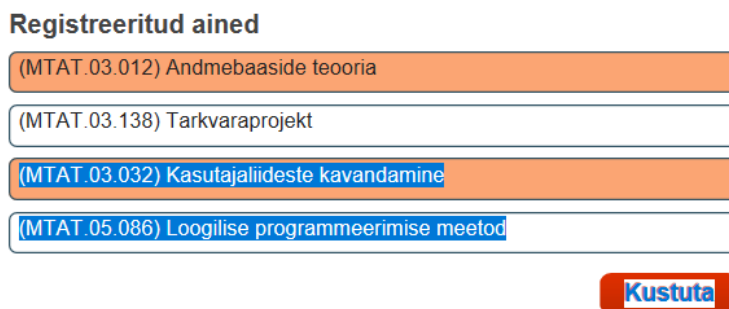 Registreeritud ained
(MTAT.03.012) Andmebaaside teooria
(MTAT.03.138) Tarkvaraprojekt
(MTAT.03.032) Kasutajaliideste kavandamine
(MTAT.05.086) Loogilise programmeerimise meetod
Kustuta